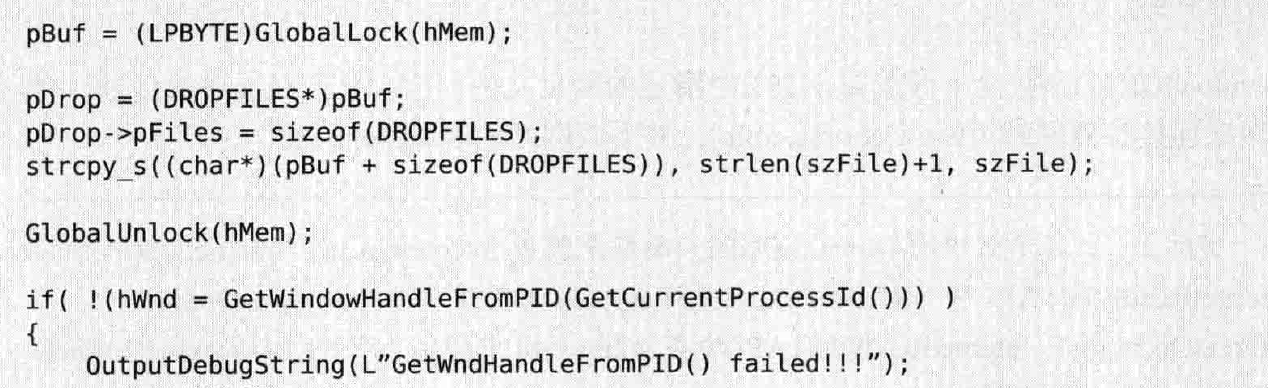 pBuf = (LPBYTE)GlobalLock(hMem);
pDrop = (DROPFILES*)pBuf;
pDrop->pFiles = sizeof(DROPFILES);
strcpy_s((char*)(pBuf + sizeof(DROPFILES)), strlen(szFile)+1, szFile);
GlobalUnlock(hMem);
if( !(hWnd = GetWindowHandleFromPID(GetCurrentProcessId())) )
{
    OutputDebugString(L”GetWndHandleFromPID() failed!!!”);